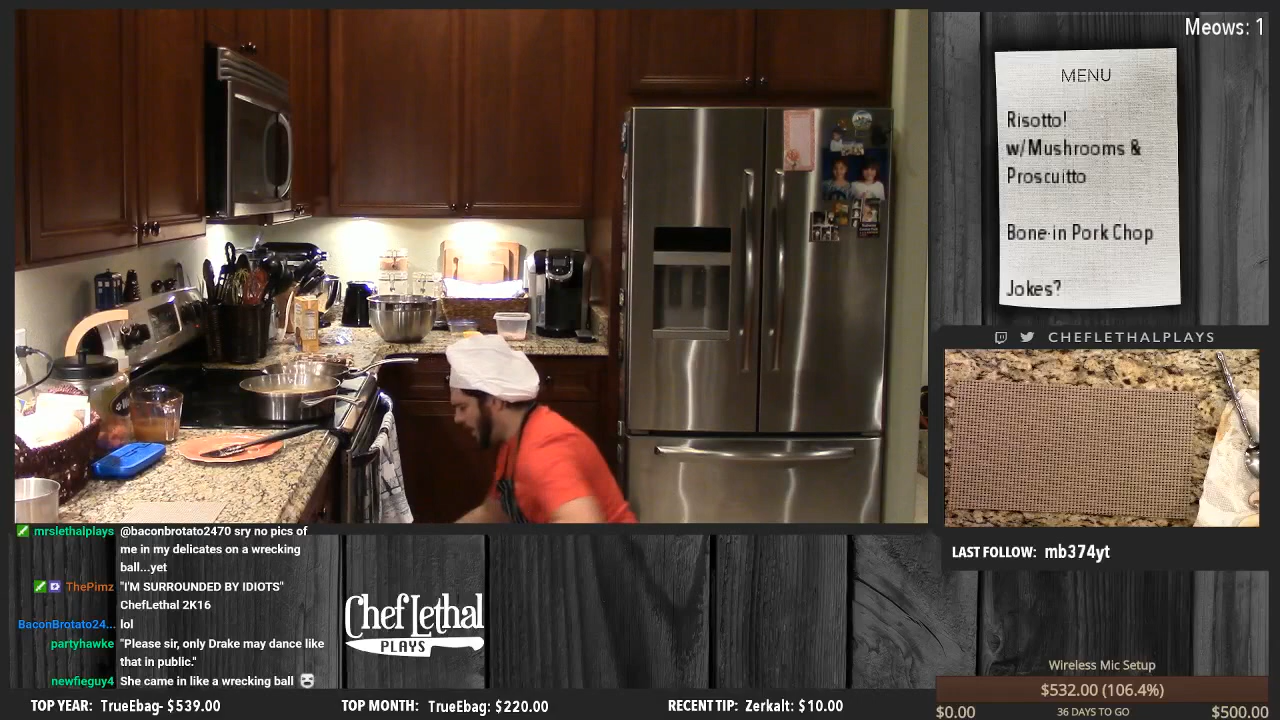 Meows: 1
MENU
Risotto!
w/Mushrooms &
Proscuitto
Bone-in Pork Chop
Jokes?
CHEFLETHALPLAYS
LAST FOLLOW: mb374yt
mrslethalplays @baconbrotato2470 sry no pics of
me in my delicates on a wrecking
ball...yet
ThePimz "I'M SURROUNDED BY IDIOTS"
ChefLethal 2K16
BaconBrotato24... lol
partyhawke "Please sir, only Drake may dance like
that in public."
newfieguy4 She came in like a wrecking ball
Chef Lethal
PLAYS
Wireless Mic Setup
$532.00 (106.4%)
$0.00 36 DAYS TO GO $500.00
TOP YEAR: TrueEbag- $539.00 TOP MONTH: TrueEbag: $220.00 RECENT TIP: Zerkalt: $10.00